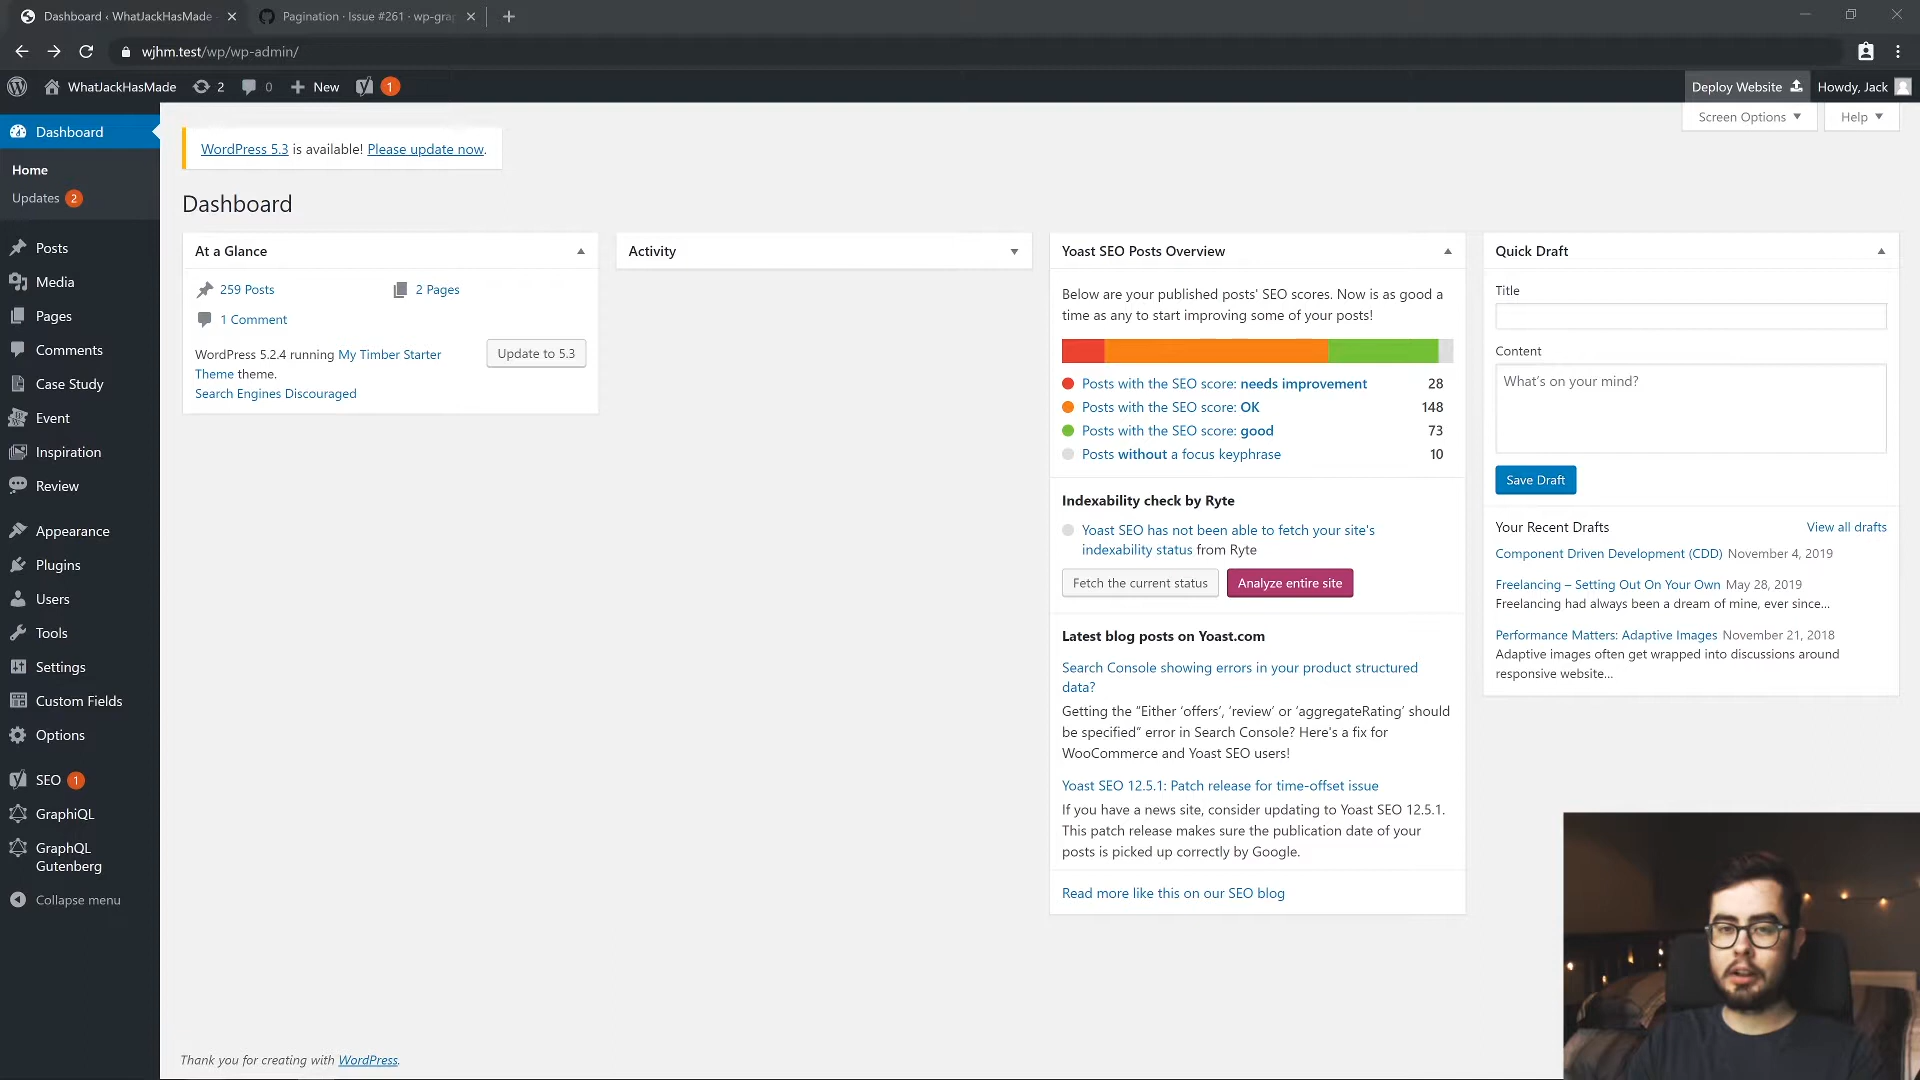 Dashboard ‹ WhatJackHasMade
Pagination · Issue #261 · wp-grap
wjhm.test/wp/wp-admin/
WhatJackHasMade
2
0
New
1
Deploy Website
Howdy, Jack
Screen Options
Help
Dashboard
Home
Updates 2
Posts
Media
Pages
Comments
Case Study
Event
Inspiration
Review
Appearance
Plugins
Users
Tools
Settings
Custom Fields
Options
SEO 1
GraphiQL
GraphQL
Gutenberg
Collapse menu
WordPress 5.3 is available! Please update now.
Dashboard
At a Glance
259 Posts
2 Pages
1 Comment
WordPress 5.2.4 running My Timber Starter
Theme theme.
Update to 5.3
Search Engines Discouraged
Activity
Yoast SEO Posts Overview
Below are your published posts' SEO scores. Now is as good a
time as any to start improving some of your posts!
Posts with the SEO score: needs improvement 28
Posts with the SEO score: OK 148
Posts with the SEO score: good 73
Posts without a focus keyphrase 10
Indexability check by Ryte
Yoast SEO has not been able to fetch your site's
indexability status from Ryte
Fetch the current status
Analyze entire site
Latest blog posts on Yoast.com
Search Console showing errors in your product structured
data?
Getting the “Either ‘offers’, ‘review’ or ‘aggregateRating’ should
be specified” error in Search Console? Here's a fix for
WooCommerce and Yoast SEO users!
Yoast SEO 12.5.1: Patch release for time-offset issue
If you have a news site, consider updating to Yoast SEO 12.5.1.
This patch release makes sure the publication date of your
posts is picked up correctly by Google.
Read more like this on our SEO blog
Quick Draft
Title
Content
What’s on your mind?
Save Draft
Your Recent Drafts
View all drafts
Component Driven Development (CDD) November 4, 2019
Freelancing – Setting Out On Your Own May 28, 2019
Freelancing had always been a dream of mine, ever since…
Performance Matters: Adaptive Images November 21, 2018
Adaptive images often get wrapped into discussions around
responsive website…
Thank you for creating with WordPress.